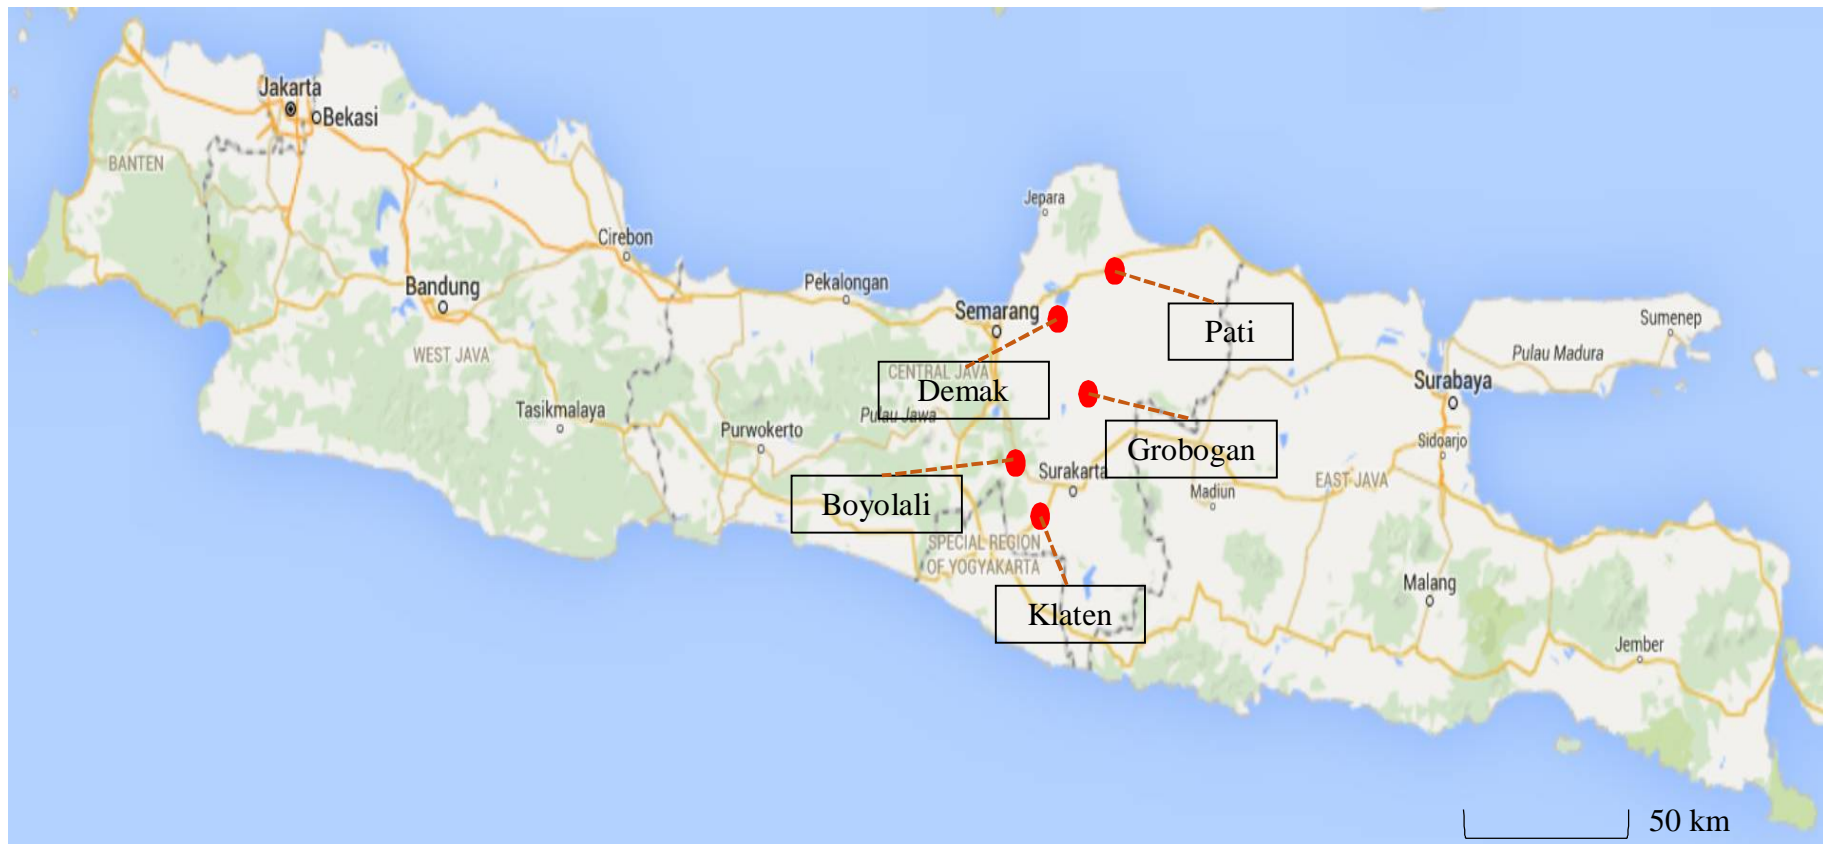 Jakarta
Bekasi
BANTEN
Jepara
Cirebon
Bandung
Pekalongan
Semarang
Pati
Sumenep
Pulau Madura
WEST JAVA
CENTRAL JAVA
Demak
Surabaya
Tasikmalaya
Pulau Jawa
Purwokerto
Grobogan
Sidoarjo
Surakarta
EAST JAVA
Madiun
Boyolali
SPECIAL REGION
OF YOGYAKARTA
Malang
Klaten
Jember
50 km